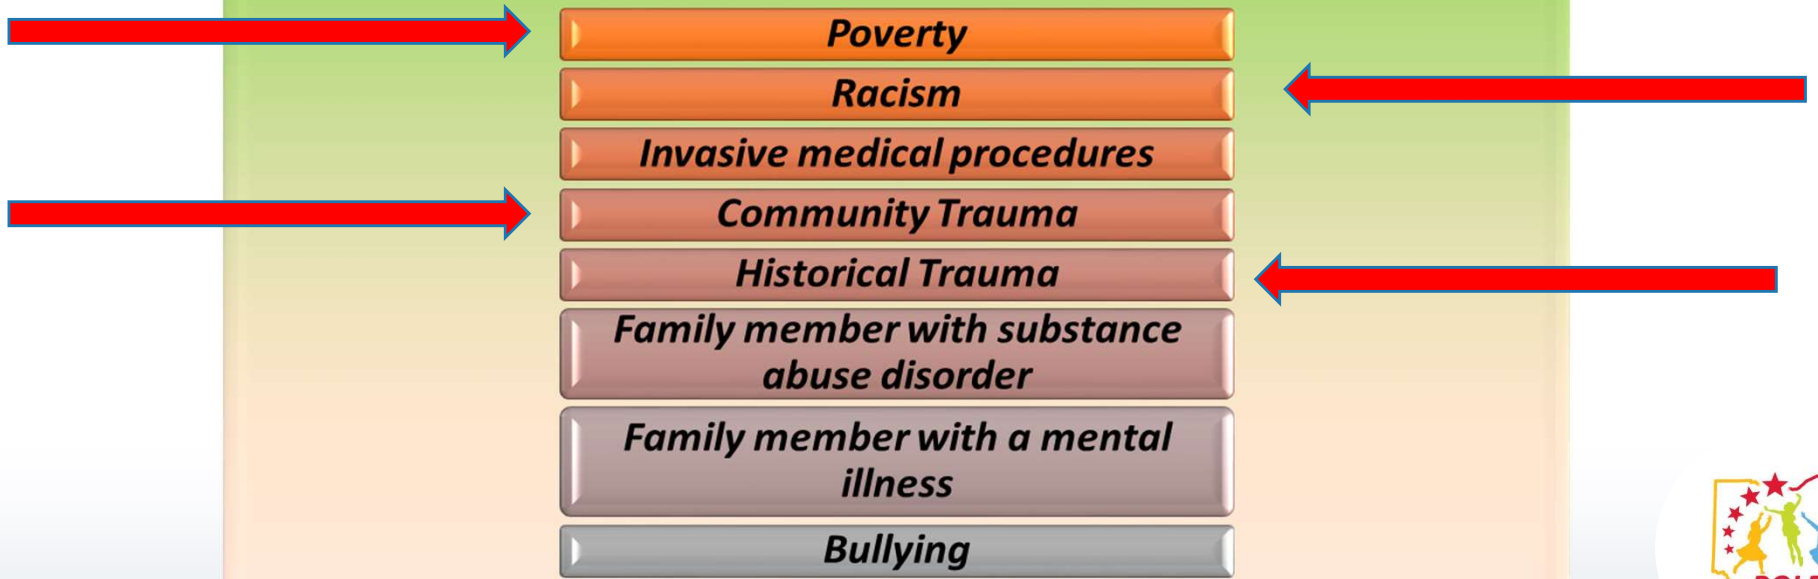 Poverty
Racism
Invasive medical procedures
Community Trauma
Historical Trauma
Family member with substance
abuse disorder
Family member with a mental
illness
Bullying